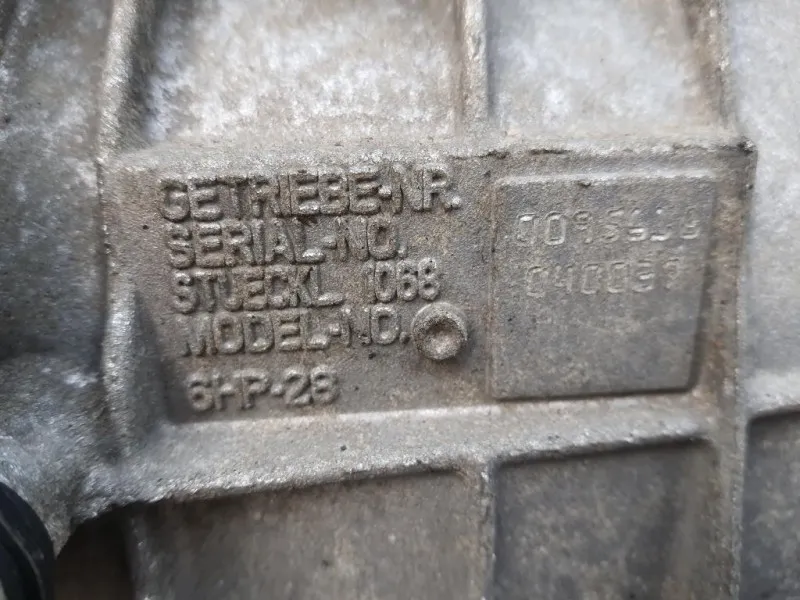 GETRIEBE-NR.
SERIAL-NO.
STUECKL 1068
MODEL-NO.
6HP-28